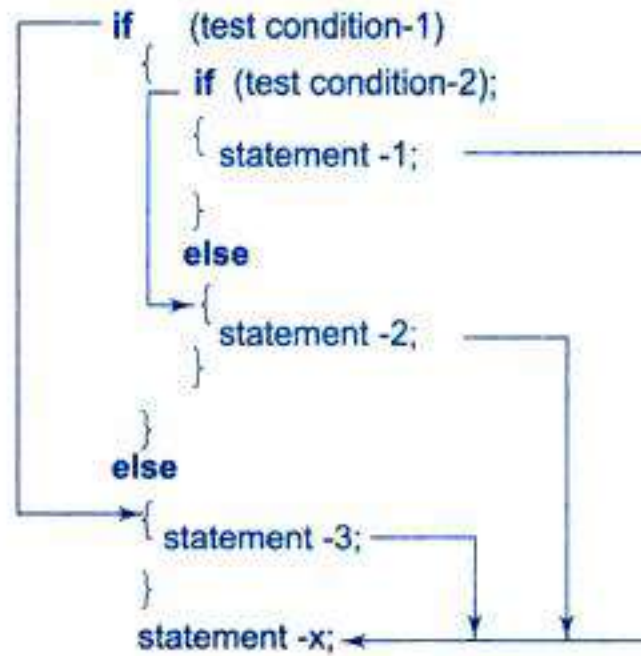 if (test condition-1)
{
if (test condition-2);
{
statement -1;
}
else
{
statement -2;
}
}
else
{
statement -3;
}
statement -x;